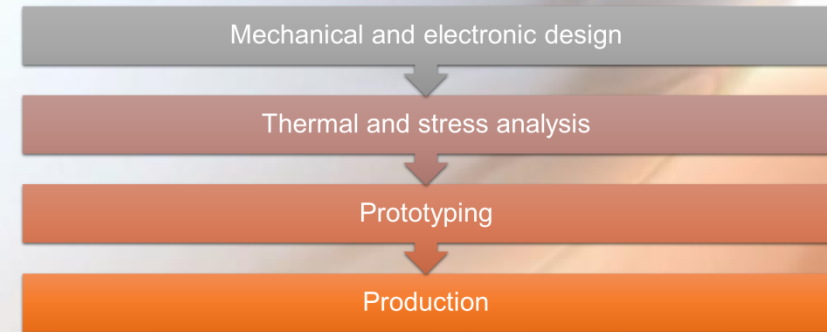 Mechanical and electronic design
Thermal and stress analysis
Prototyping
Production